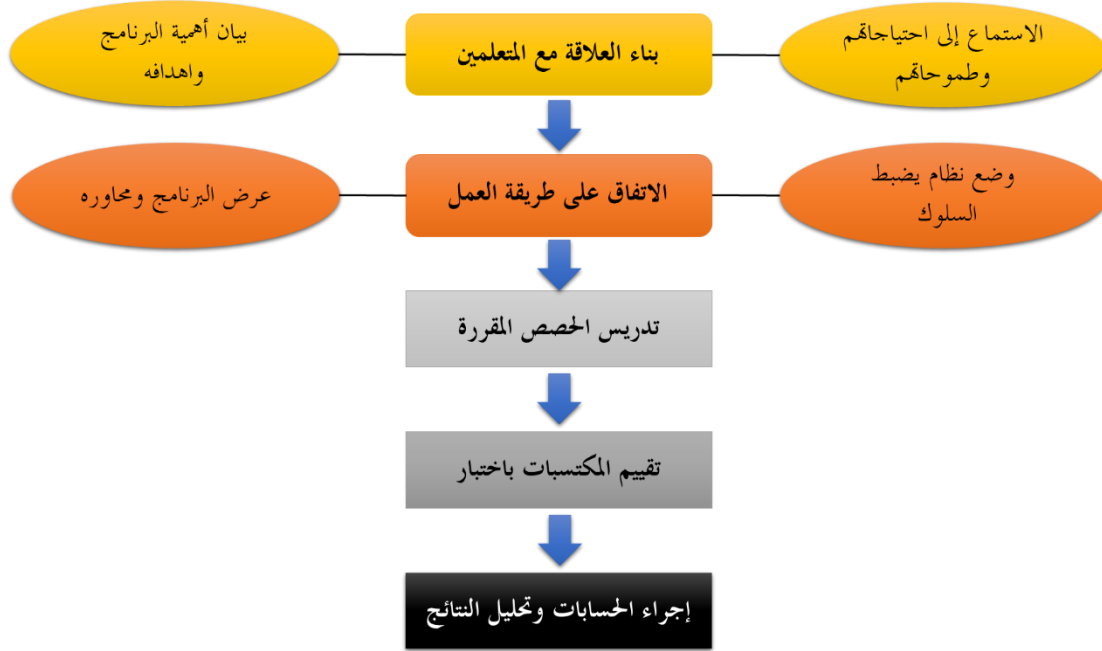 الاستماع إلى احتياجاتهم
وطموحاتهم
بناء العلاقة مع المتعلمين
بيان أهمية البرنامج
واهدافه
وضع نظام يضبط
السلوك
الاتفاق على طريقة العمل
عرض البرنامج ومحاوره
تدريس الحصص المقررة
تقييم المكتسبات باختبار
إجراء الحسابات وتحليل النتائج